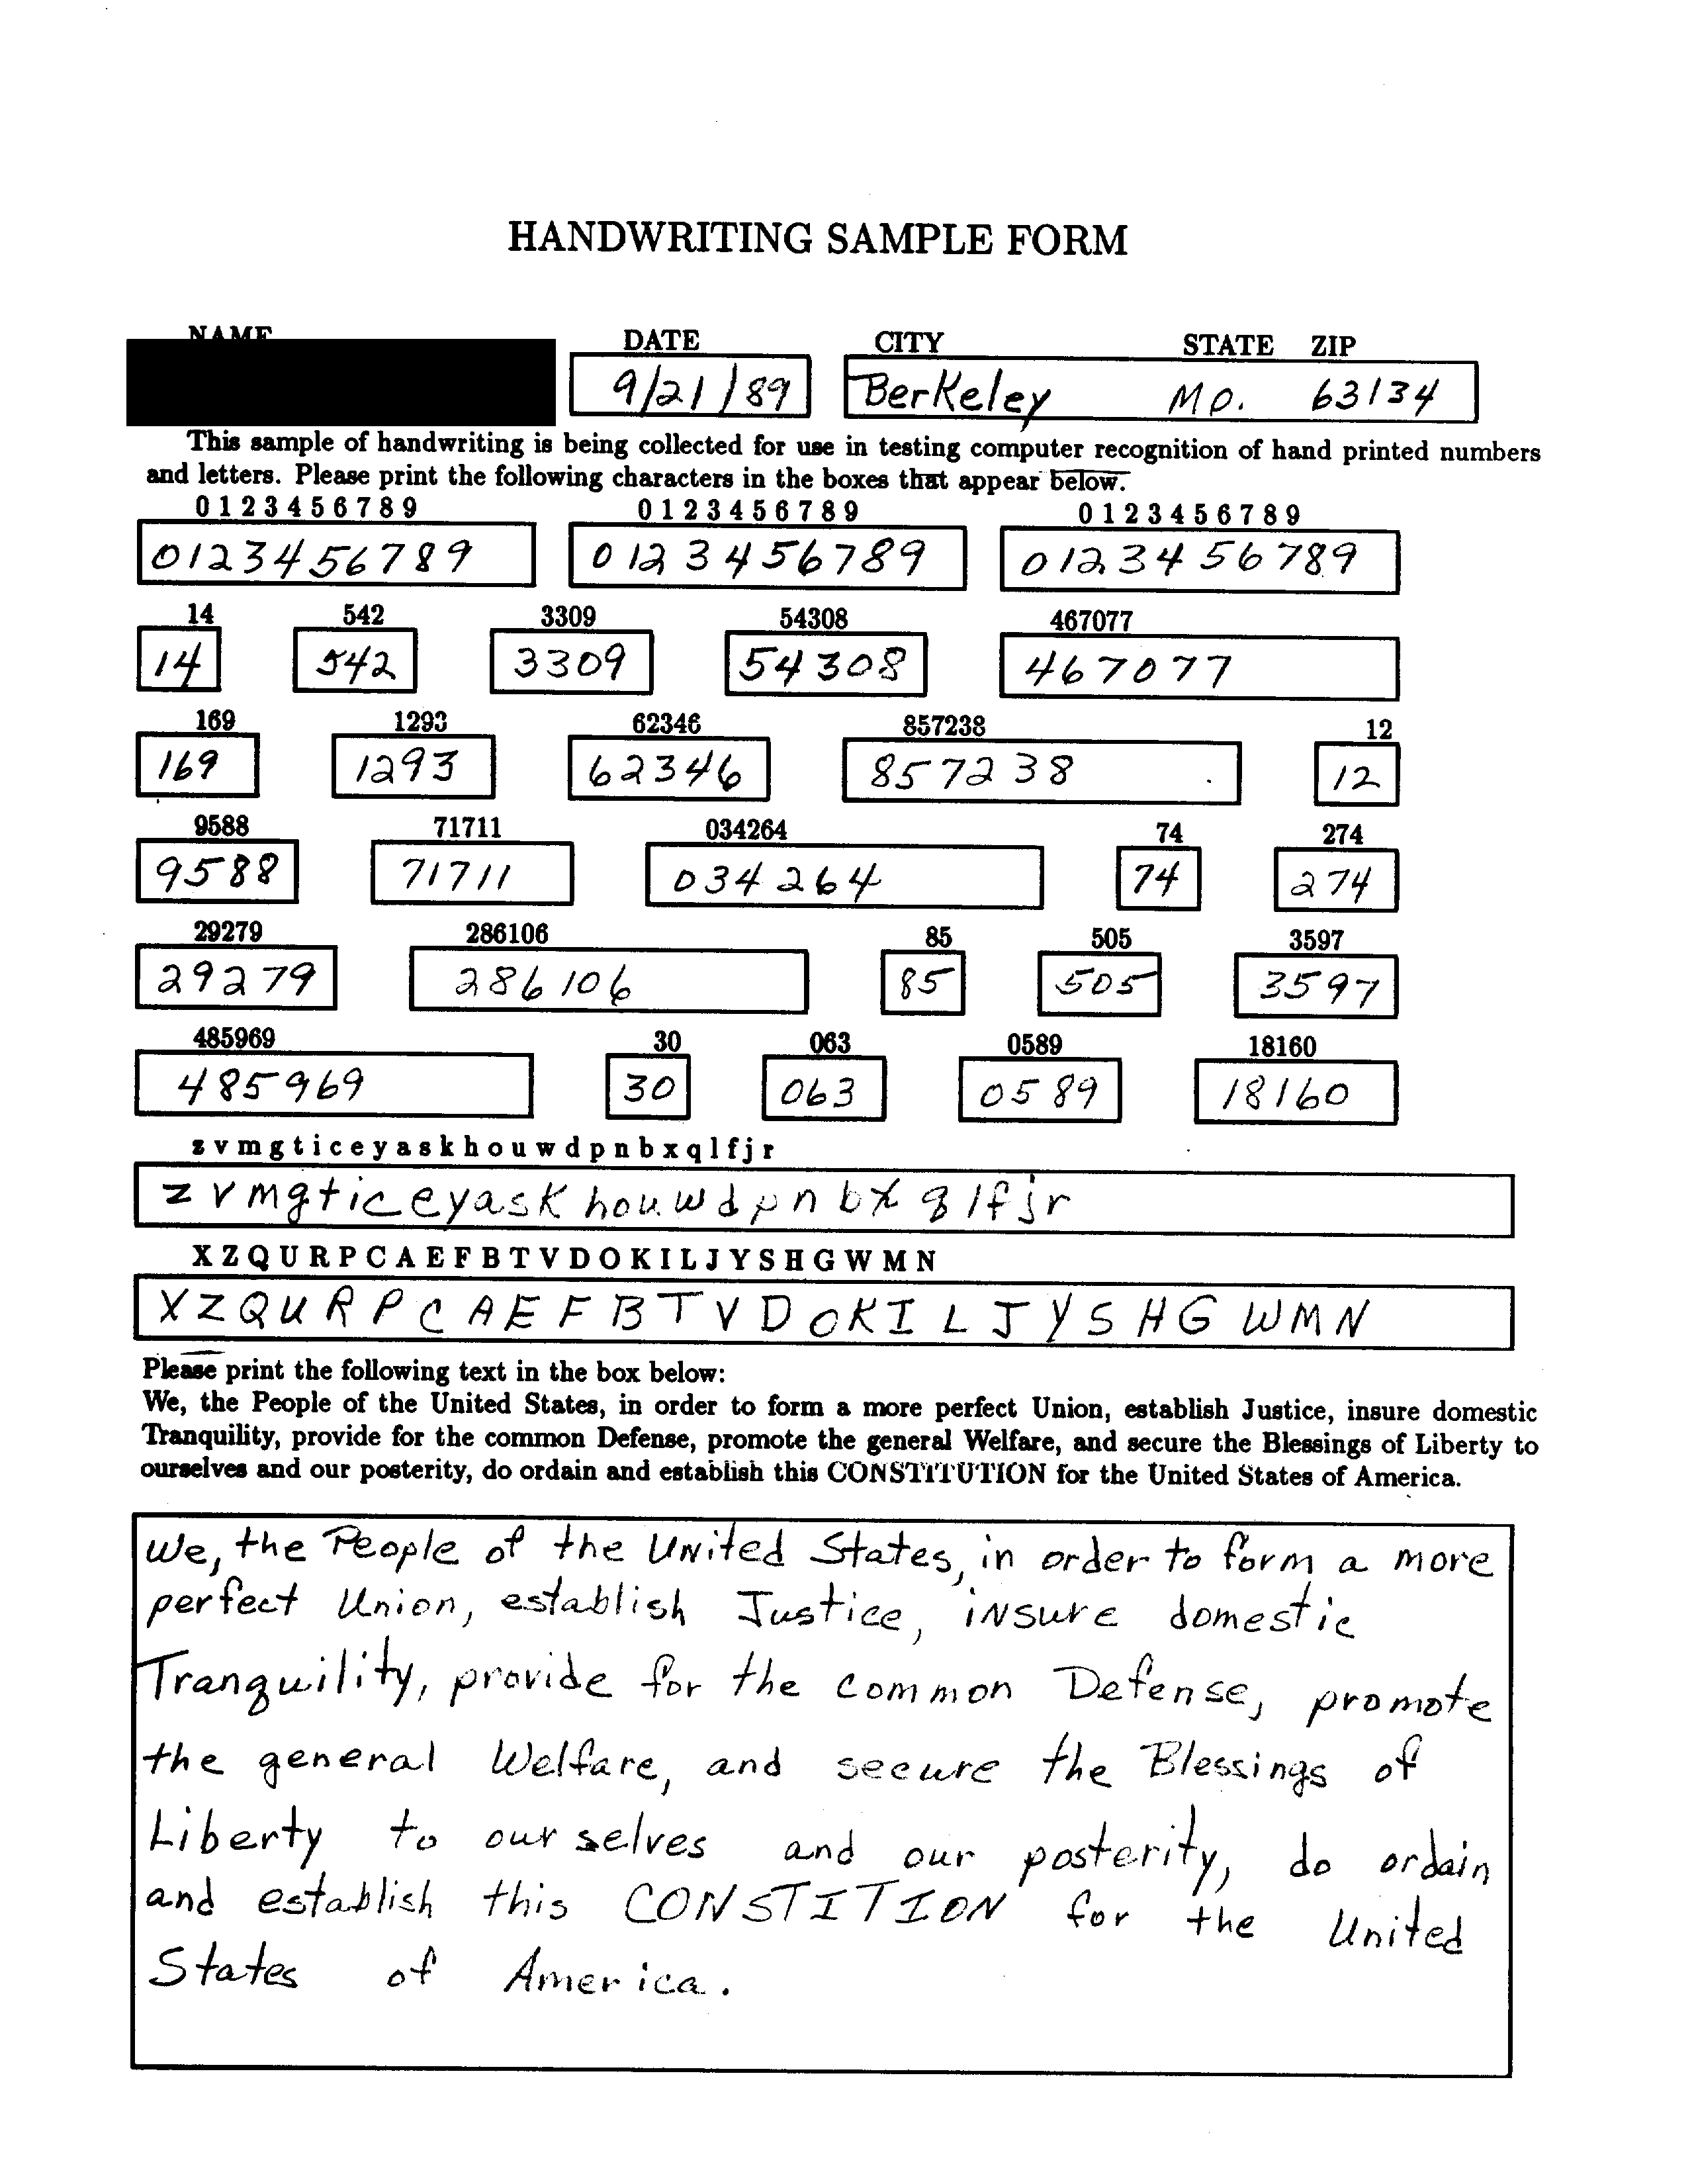 HANDWRITING SAMPLE FORM
NAME DATE CITY STATE ZIP
9/21/89 Berkeley MO. 63134
This sample of handwriting is being collected for use in testing computer recognition of hand printed numbers
and letters. Please print the following characters in the boxes that appear below.
0 1 2 3 4 5 6 7 8 9 0 1 2 3 4 5 6 7 8 9 0 1 2 3 4 5 6 7 8 9
0123456789 0123456789 0123456789
14 542 3309 54308 467077
14 542 3309 54308 467077
169 1293 62346 857238 12
169 1293 62346 857238 12
9588 71711 034264 74 274
9588 71711 034264 74 274
29279 286106 85 505 3597
29279 286106 85 505 3597
485969 30 063 0589 18160
485969 30 063 0589 18160
z v m g t i c e y a s k h o u w d p n b x q l f j r
z v m g t i c e y a s k h o u w d p n b x q l f j r
X Z Q U R P C A E F B T V D O K I L J Y S H G W M N
X Z Q U R P C A E F B T V D O K I L J Y S H G W M N
Please print the following text in the box below:
We, the People of the United States, in order to form a more perfect Union, establish Justice, insure domestic
Tranquility, provide for the common Defense, promote the general Welfare, and secure the Blessings of Liberty to
ourselves and our posterity, do ordain and establish this CONSTITUTION for the United States of America.
We, the People of the United States, in order to form a more
perfect Union, establish Justice, insure domestic
Tranquility, provide for the common Defense, promote
the general Welfare, and secure the Blessings of
Liberty to ourselves and our posterity, do ordain
and establish this CONSTITION for the United
States of America.